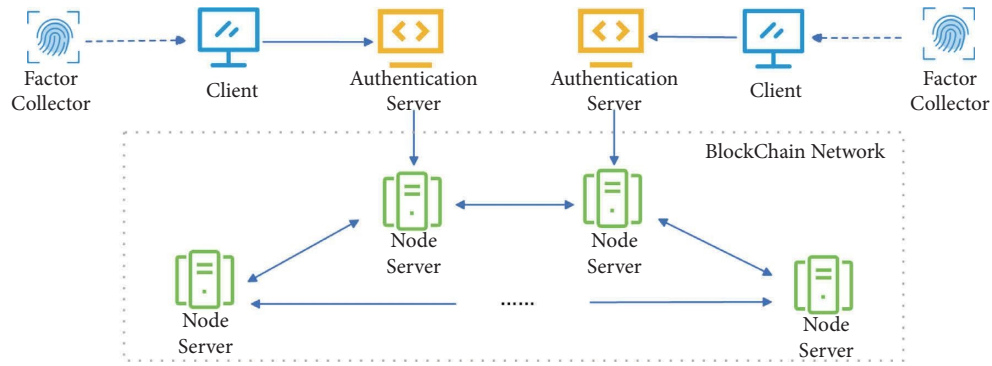 Factor
Collector
Client
Authentication
Server
Authentication
Server
Client
Factor
Collector
BlockChain Network
Node
Server
Node
Server
Node
Server
......
Node
Server